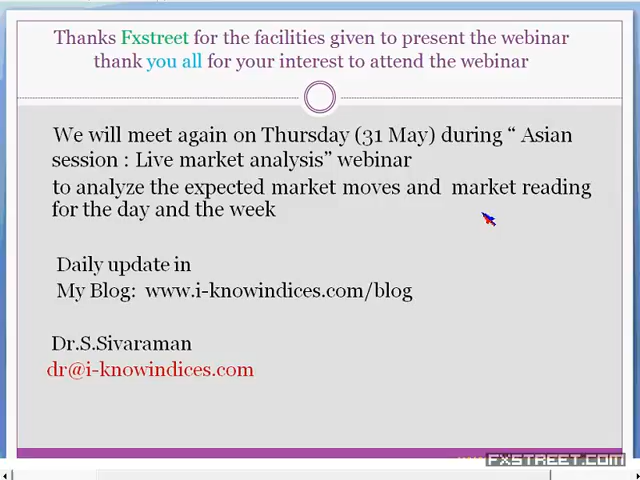 Thanks Fxstreet for the facilities given to present the webinar
thank you all for your interest to attend the webinar
We will meet again on Thursday (31 May) during “ Asian
session : Live market analysis” webinar
to analyze the expected market moves and market reading
for the day and the week
Daily update in
My Blog: www.i-knowindices.com/blog
Dr.S.Sivaraman
dr@i-knowindices.com
FXSTREET.COM